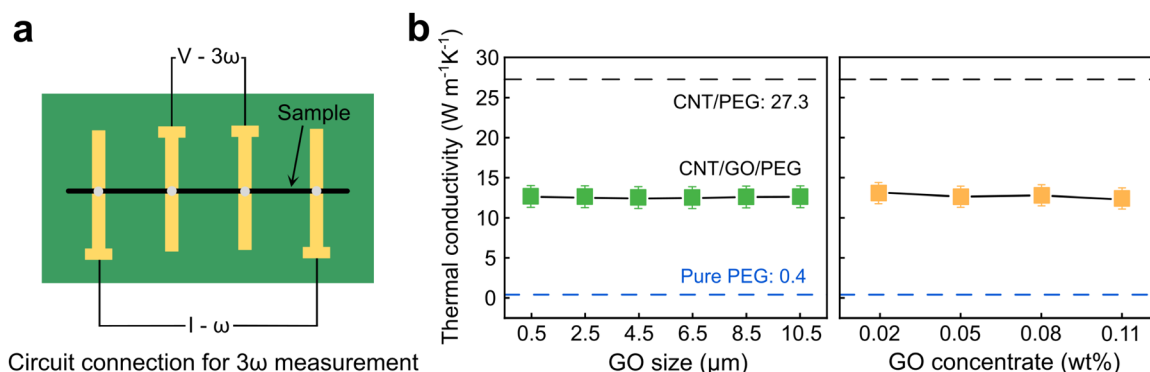 a
V - 3ω
Sample
I - ω
Circuit connection for 3ω measurement
b
Thermal conductivity (W m⁻¹K⁻¹)
30
25
20
15
10
5
0
CNT/PEG: 27.3
CNT/GO/PEG
Pure PEG: 0.4
0.5 2.5 4.5 6.5 8.5 10.5
GO size (μm)
0.02 0.05 0.08 0.11
GO concentrate (wt%)